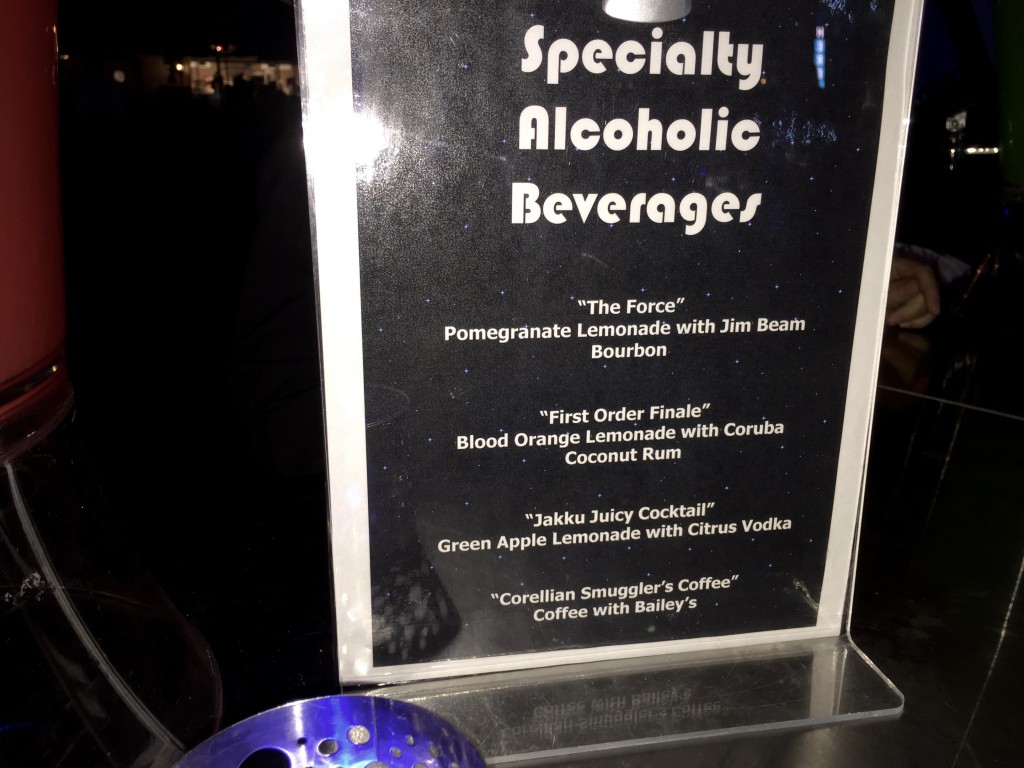 Specialty
Alcoholic
Beverages
“The Force”
Pomegranate Lemonade with Jim Beam
Bourbon
“First Order Finale”
Blood Orange Lemonade with Coruba
Coconut Rum
“Jakku Juicy Cocktail”
Green Apple Lemonade with Citrus Vodka
“Corellian Smuggler’s Coffee”
Coffee with Bailey’s